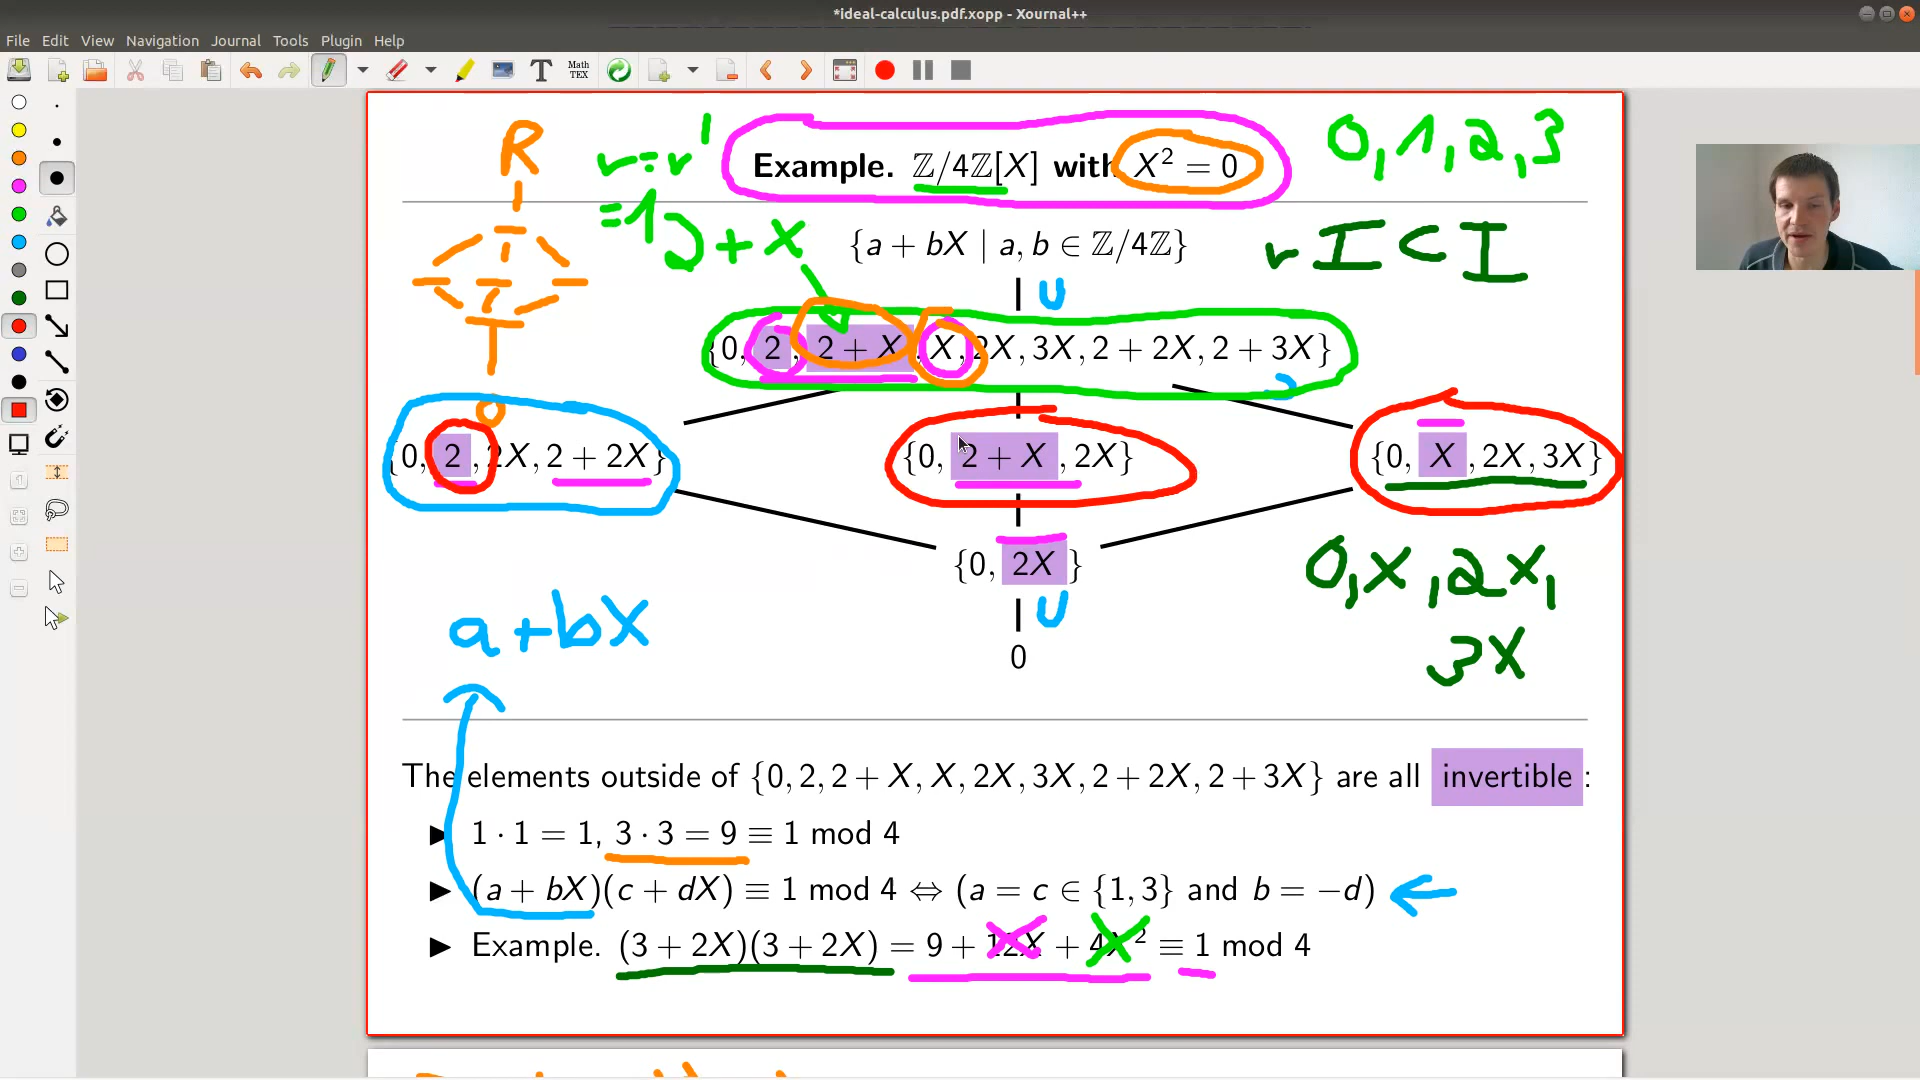 *ideal-calculus.pdf.xopp - Xournal++
File Edit View Navigation Journal Tools Plugin Help
Math TEX
R
r=r'
=1
Example. ℤ/4ℤ[X] with X² = 0
0,1,2,3
2+X
{a + bX | a, b ∈ ℤ/4ℤ}
rI⊂I
U
{0, 2, 2 + X, X, 2X, 3X, 2 + 2X, 2 + 3X}
0
{0, 2, 2X, 2 + 2X}
{0, 2 + X, 2X}
{0, X, 2X, 3X}
{0, 2X}
0,x,2x,
3x
a+bX
U
0
The elements outside of {0, 2, 2 + X, X, 2X, 3X, 2 + 2X, 2 + 3X} are all invertible:
▶ 1 · 1 = 1, 3 · 3 = 9 ≡ 1 mod 4
▶ (a + bX)(c + dX) ≡ 1 mod 4 ⇔ (a = c ∈ {1, 3} and b = −d)
▶ Example. (3 + 2X)(3 + 2X) = 9 + 12X + 4X² ≡ 1 mod 4